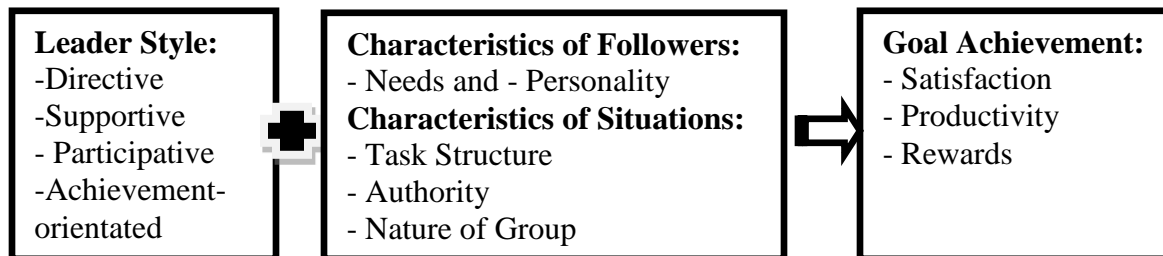 Leader Style:
-Directive
-Supportive
- Participative
-Achievement-
orientated
Characteristics of Followers:
- Needs and - Personality
Characteristics of Situations:
- Task Structure
- Authority
- Nature of Group
Goal Achievement:
- Satisfaction
- Productivity
- Rewards